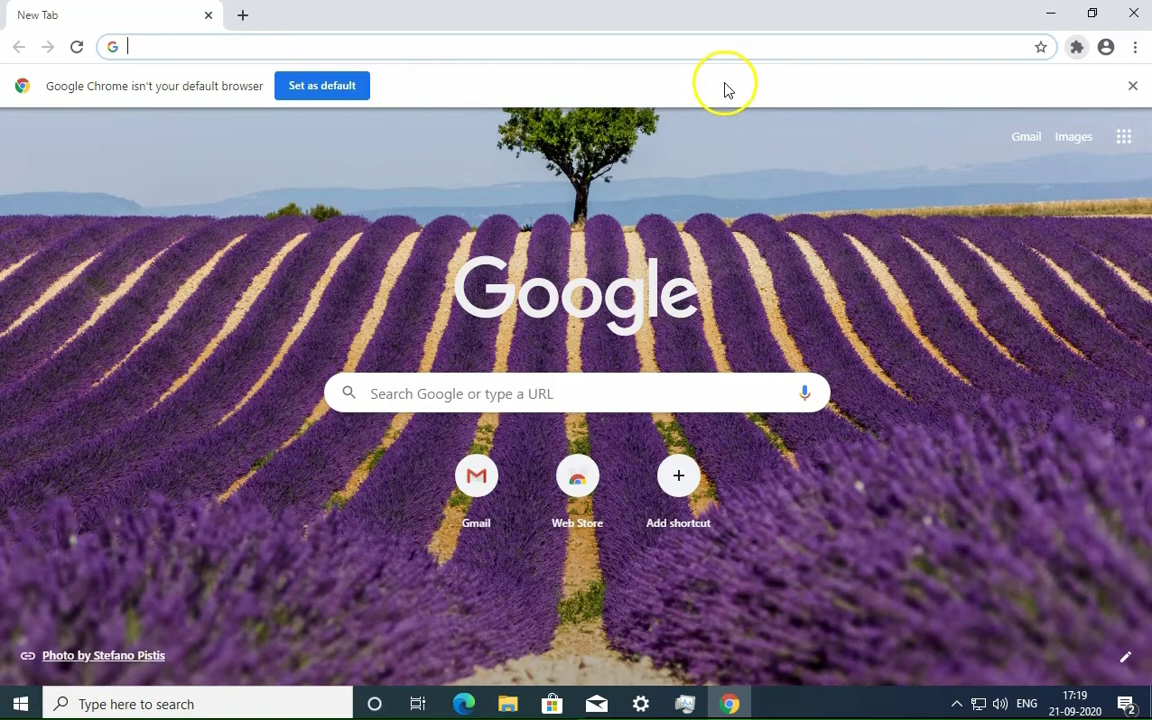 New Tab
Google Chrome isn't your default browser
Set as default
Gmail
Images
Google
Search Google or type a URL
Gmail
Web Store
Add shortcut
Photo by Stefano Pistis
Type here to search
ENG
17:19
21-09-2020
2